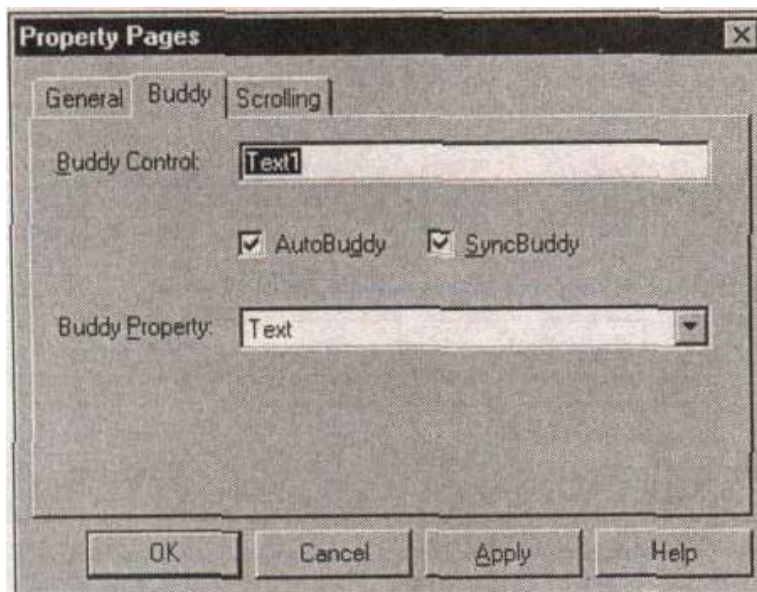 Property Pages
General Buddy Scrolling
Buddy Control: Text1
AutoBuddy SyncBuddy
Buddy Property: Text
OK Cancel Apply Help